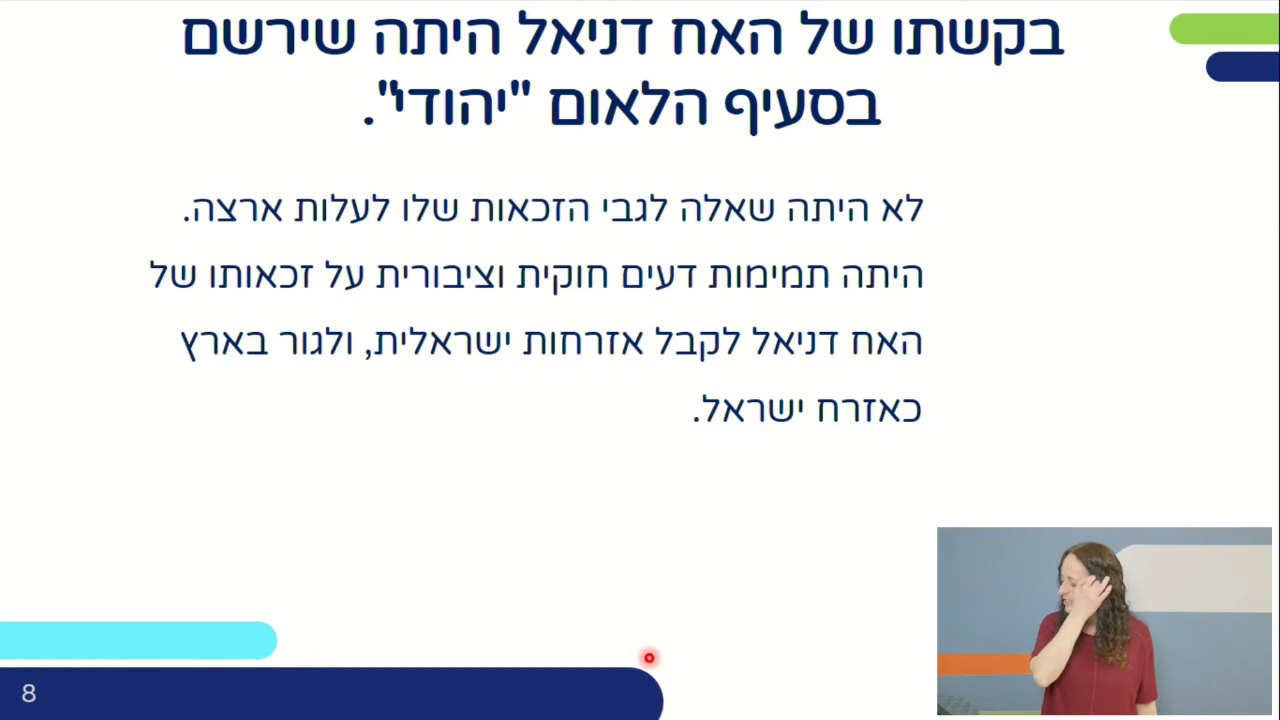 בקשתו של האח דניאל היתה שירשם
בסעיף הלאום "יהודי".
לא היתה שאלה לגבי הזכאות שלו לעלות ארצה.
היתה תמימות דעים חוקית וציבורית על זכאותו של
האח דניאל לקבל אזרחות ישראלית, ולגור בארץ
כאזרח ישראל.
8